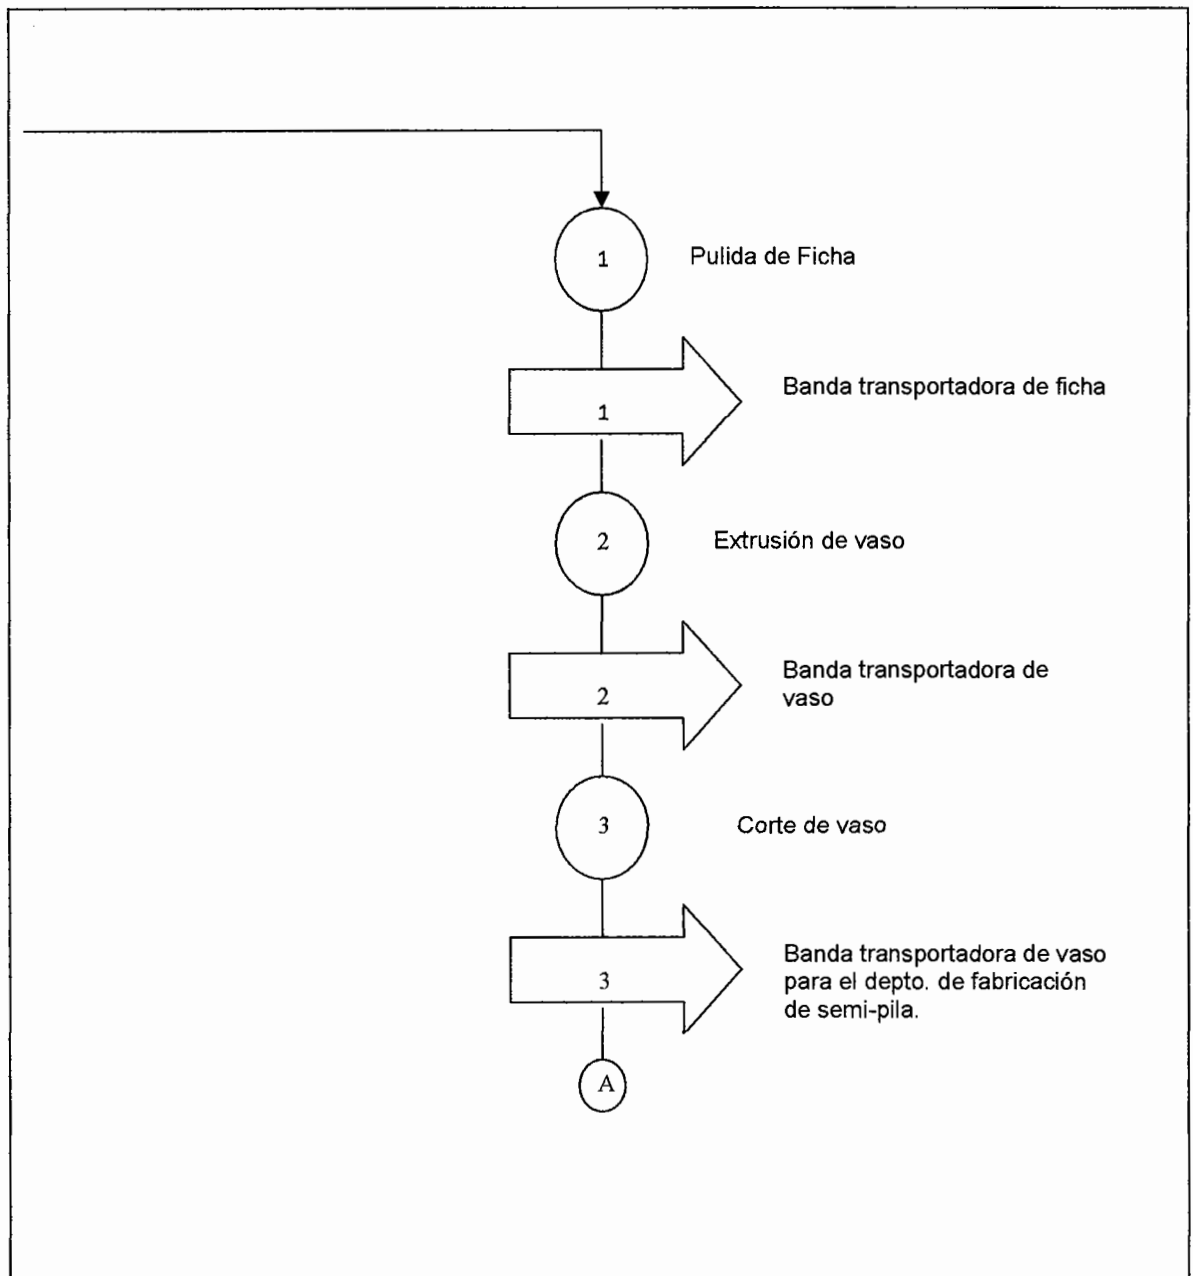 1
Pulida de Ficha
1
Banda transportadora de ficha
2
Extrusión de vaso
2
Banda transportadora de
vaso
3
Corte de vaso
3
Banda transportadora de vaso
para el depto. de fabricación
de semi-pila.
A